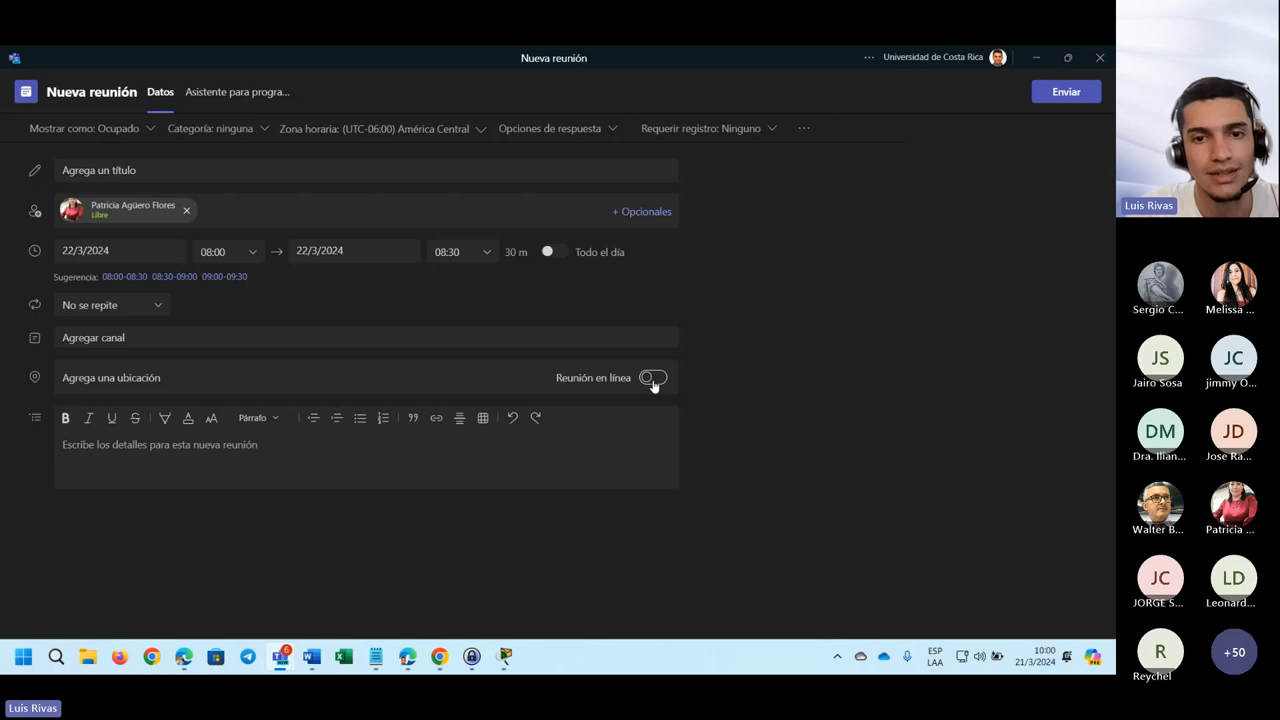 Nueva reunión
Universidad de Costa Rica
Nueva reunión
Datos
Asistente para progra...
Enviar
Mostrar como: Ocupado
Categoría: ninguna
Zona horaria: (UTC-06:00) América Central
Opciones de respuesta
Requerir registro: Ninguno
Agrega un título
Patricia Agüero Flores
Libre
+ Opcionales
22/3/2024
08:00
22/3/2024
08:30
30 m
Todo el día
Sugerencia: 08:00-08:30 08:30-09:00 09:00-09:30
No se repite
Agregar canal
Agrega una ubicación
Reunión en línea
B I U S
A AA
Párrafo
Escribe los detalles para esta nueva reunión
6
ESP
LAA
10:00
21/3/2024
Luis Rivas
Luis Rivas
Sergio C...
Melissa ...
JS
Jairo Sosa
JC
jimmy O...
DM
Dra. Ilian...
JD
Jose Ra...
Walter B...
Patricia ...
JC
JORGE S...
LD
Leonard...
R
Reychel
+50